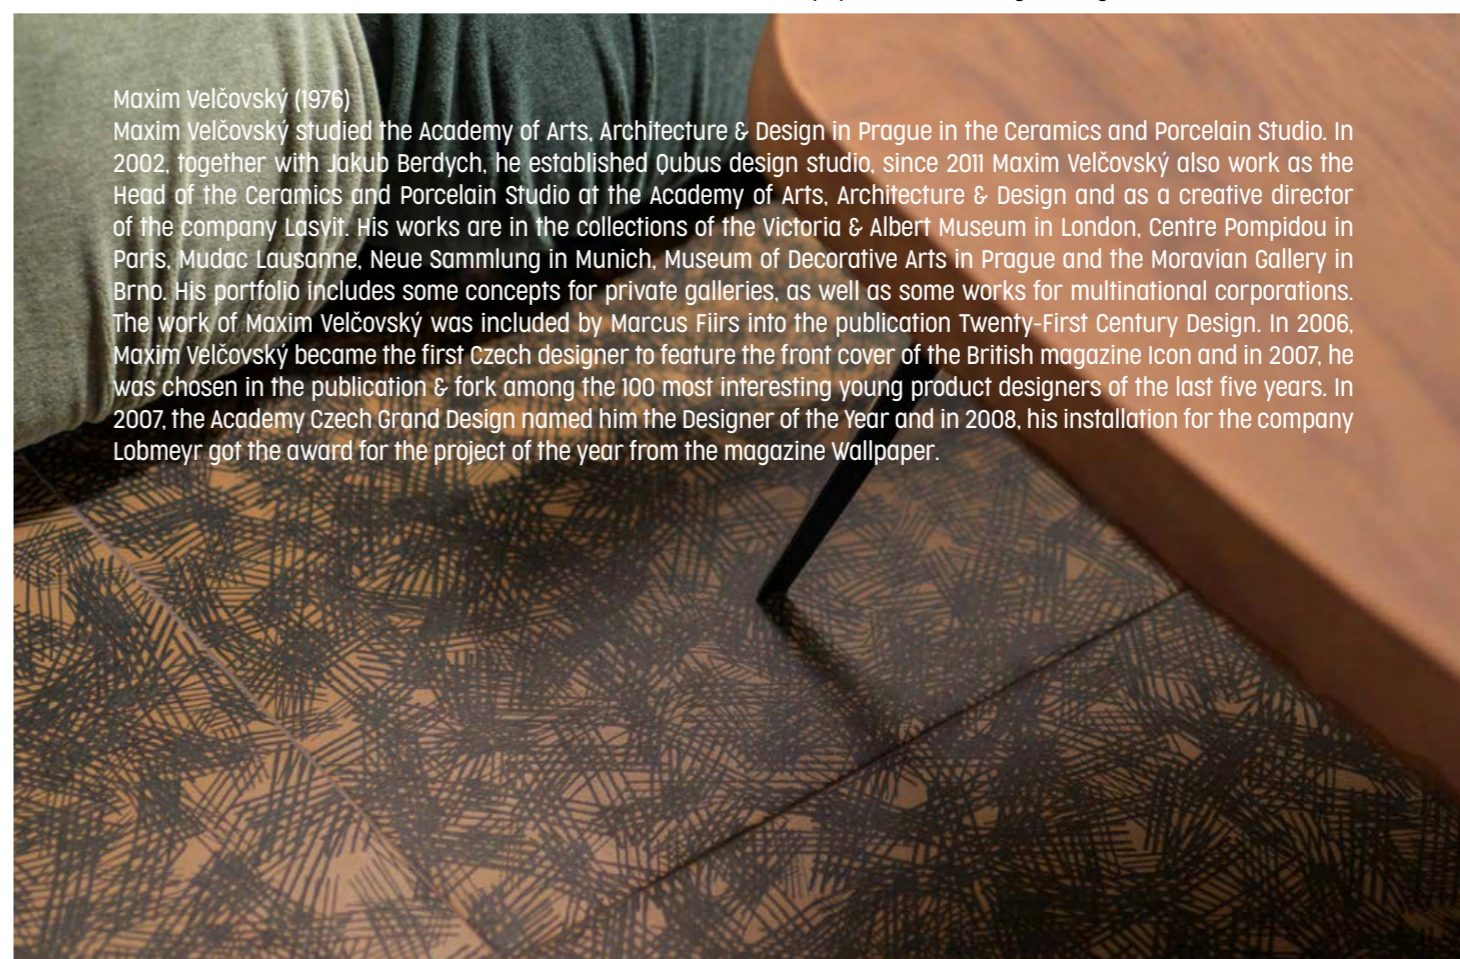 Maxim Velčovský (1976)
Maxim Velčovský studied the Academy of Arts, Architecture & Design in Prague in the Ceramics and Porcelain Studio. In
2002, together with Jakub Berdych, he established Qubus design studio, since 2011 Maxim Velčovský also work as the
Head of the Ceramics and Porcelain Studio at the Academy of Arts, Architecture & Design and as a creative director
of the company Lasvit. His works are in the collections of the Victoria & Albert Museum in London, Centre Pompidou in
Paris, Mudac Lausanne, Neue Sammlung in Munich, Museum of Decorative Arts in Prague and the Moravian Gallery in
Brno. His portfolio includes some concepts for private galleries, as well as some works for multinational corporations.
The work of Maxim Velčovský was included by Marcus Fiirs into the publication Twenty-First Century Design. In 2006,
Maxim Velčovský became the first Czech designer to feature the front cover of the British magazine Icon and in 2007, he
was chosen in the publication & fork among the 100 most interesting young product designers of the last five years. In
2007, the Academy Czech Grand Design named him the Designer of the Year and in 2008, his installation for the company
Lobmeyr got the award for the project of the year from the magazine Wallpaper.